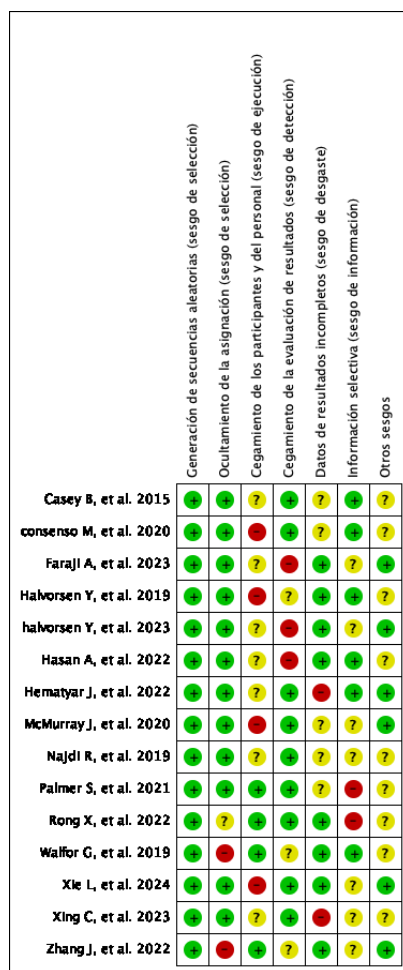 Generación de secuencias aleatorias (sesgo de selección)
Ocultamiento de la asignación (sesgo de selección)
Cegamiento de los participantes y del personal (sesgo de ejecución)
Cegamiento de la evaluación de resultados (sesgo de detección)
Datos de resultados incompletos (sesgo de desgaste)
Información selectiva (sesgo de información)
Otros sesgos
Casey B, et al. 2015 + + ? + ? + ?
consenso M, et al. 2020 + + - + ? + ?
Faraji A, et al. 2023 + + ? - + ? +
Halvorsen Y, et al. 2019 + + - ? + + ?
halvorsen Y, et al. 2023 + + ? - + ? +
Hasan A, et al. 2022 + + ? - + + ?
Hematyar J, et al. 2022 + + ? + - + +
McMurray J, et al. 2020 + + - + ? ? +
Najdi R, et al. 2019 + + ? + ? ? ?
Palmer S, et al. 2021 + + + + ? - ?
Rong X, et al. 2022 + ? + + + - ?
Walfor G, et al. 2019 + - + ? + + ?
Xie L, et al. 2024 + + - + + ? +
Xing C, et al. 2023 + + ? + - ? ?
Zhang J, et al. 2022 + - + ? + ? +